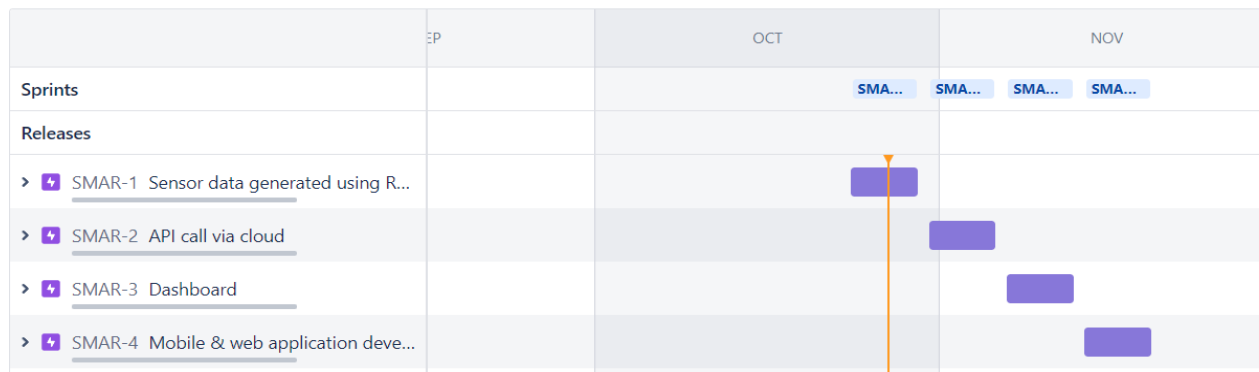 EP OCT NOV
Sprints SMA... SMA... SMA... SMA...
Releases
SMAR-1 Sensor data generated using R...
SMAR-2 API call via cloud
SMAR-3 Dashboard
SMAR-4 Mobile & web application deve...